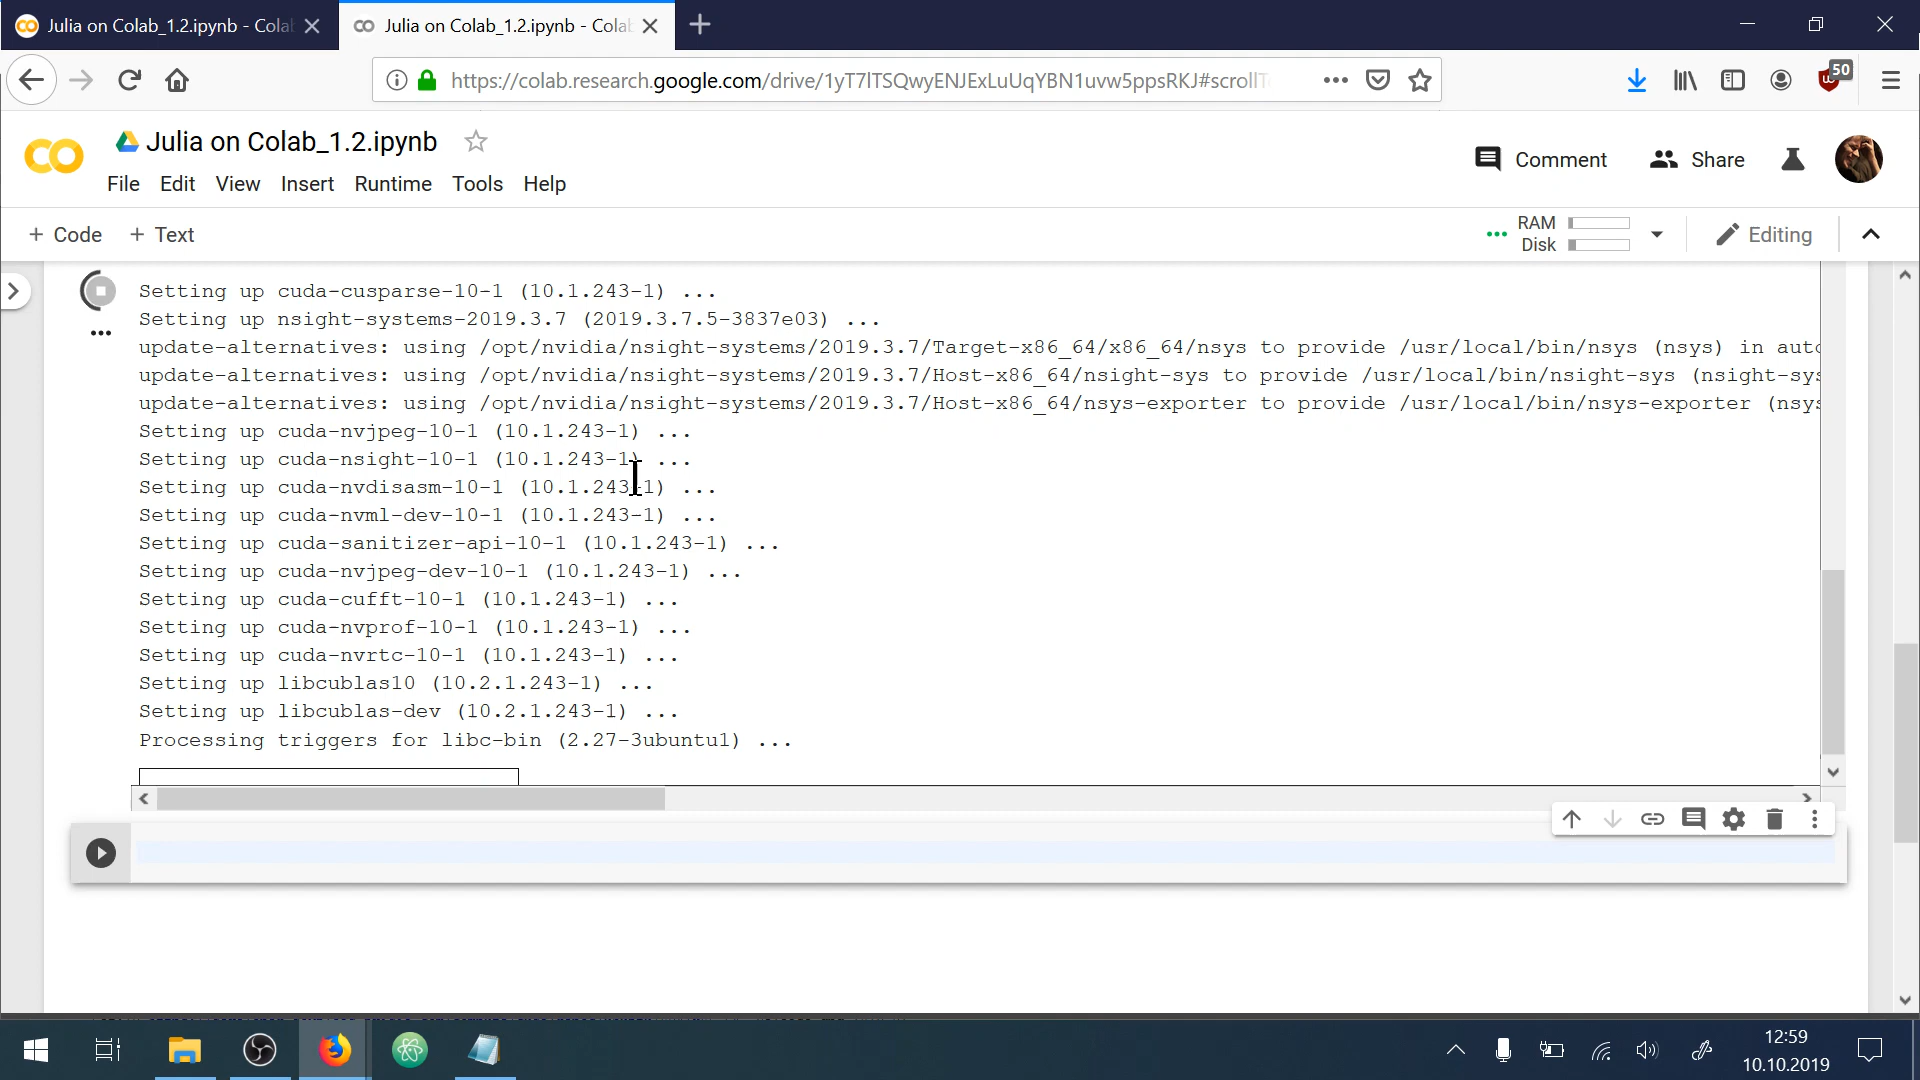 Julia on Colab_1.2.ipynb - Cola
Julia on Colab_1.2.ipynb - Cola
https://colab.research.google.com/drive/1yT7lTSQwyENJExLuUqYBN1uvw5ppsRKJ#scrollT
50
Julia on Colab_1.2.ipynb
Comment
Share
File Edit View Insert Runtime Tools Help
+ Code + Text
RAM
Disk
Editing
Setting up cuda-cusparse-10-1 (10.1.243-1) ...
Setting up nsight-systems-2019.3.7 (2019.3.7.5-3837e03) ...
update-alternatives: using /opt/nvidia/nsight-systems/2019.3.7/Target-x86_64/x86_64/nsys to provide /usr/local/bin/nsys (nsys) in auto
update-alternatives: using /opt/nvidia/nsight-systems/2019.3.7/Host-x86_64/nsight-sys to provide /usr/local/bin/nsight-sys (nsight-sys
update-alternatives: using /opt/nvidia/nsight-systems/2019.3.7/Host-x86_64/nsys-exporter to provide /usr/local/bin/nsys-exporter (nsys
Setting up cuda-nvjpeg-10-1 (10.1.243-1) ...
Setting up cuda-nsight-10-1 (10.1.243-1) ...
Setting up cuda-nvdisasm-10-1 (10.1.243-1) ...
Setting up cuda-nvml-dev-10-1 (10.1.243-1) ...
Setting up cuda-sanitizer-api-10-1 (10.1.243-1) ...
Setting up cuda-nvjpeg-dev-10-1 (10.1.243-1) ...
Setting up cuda-cufft-10-1 (10.1.243-1) ...
Setting up cuda-nvprof-10-1 (10.1.243-1) ...
Setting up cuda-nvrtc-10-1 (10.1.243-1) ...
Setting up libcublas10 (10.2.1.243-1) ...
Setting up libcublas-dev (10.2.1.243-1) ...
Processing triggers for libc-bin (2.27-3ubuntu1) ...
12:59
10.10.2019